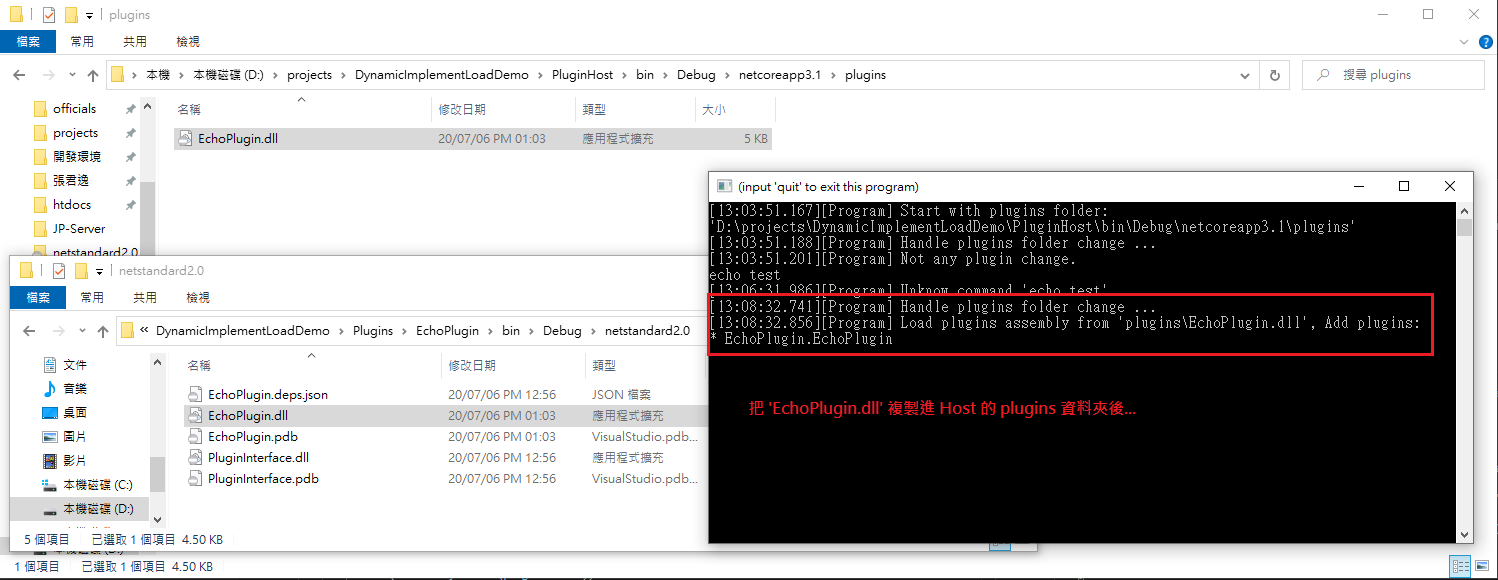 plugins
檔案 常用 共用 檢視
本機 › 本機磁碟 (D:) › projects › DynamicImplementLoadDemo › PluginHost › bin › Debug › netcoreapp3.1 › plugins
搜尋 plugins
officials
projects
開發環境
張君逸
htdocs
JP-Server
netstandard2.0
名稱 修改日期 類型 大小
EchoPlugin.dll 20/07/06 PM 01:03 應用程式擴充 5 KB
netstandard2.0
檔案 常用 共用 檢視
« DynamicImplementLoadDemo › Plugins › EchoPlugin › bin › Debug › netstandard2.0
文件
音樂
桌面
圖片
影片
本機磁碟 (C:)
本機磁碟 (D:)
名稱 修改日期 類型
EchoPlugin.deps.json 20/07/06 PM 12:56 JSON 檔案
EchoPlugin.dll 20/07/06 PM 01:03 應用程式擴充
EchoPlugin.pdb 20/07/06 PM 01:03 VisualStudio.pdb...
PluginInterface.dll 20/07/06 PM 12:56 應用程式擴充
PluginInterface.pdb 20/07/06 PM 12:56 VisualStudio.pdb...
5 個項目 已選取 1 個項目 4.50 KB
1 個項目 已選取 1 個項目 4.50 KB
(input 'quit' to exit this program)
[13:03:51.167][Program] Start with plugins folder:
'D:\projects\DynamicImplementLoadDemo\PluginHost\bin\Debug\netcoreapp3.1\plugins'
[13:03:51.188][Program] Handle plugins folder change ...
[13:03:51.201][Program] Not any plugin change.
echo test
[13:06:31.986][Program] Unknow command 'echo test'
[13:08:32.741][Program] Handle plugins folder change ...
[13:08:32.856][Program] Load plugins assembly from 'plugins\EchoPlugin.dll', Add plugins:
* EchoPlugin.EchoPlugin
把 'EchoPlugin.dll' 複製進 Host 的 plugins 資料夾後...